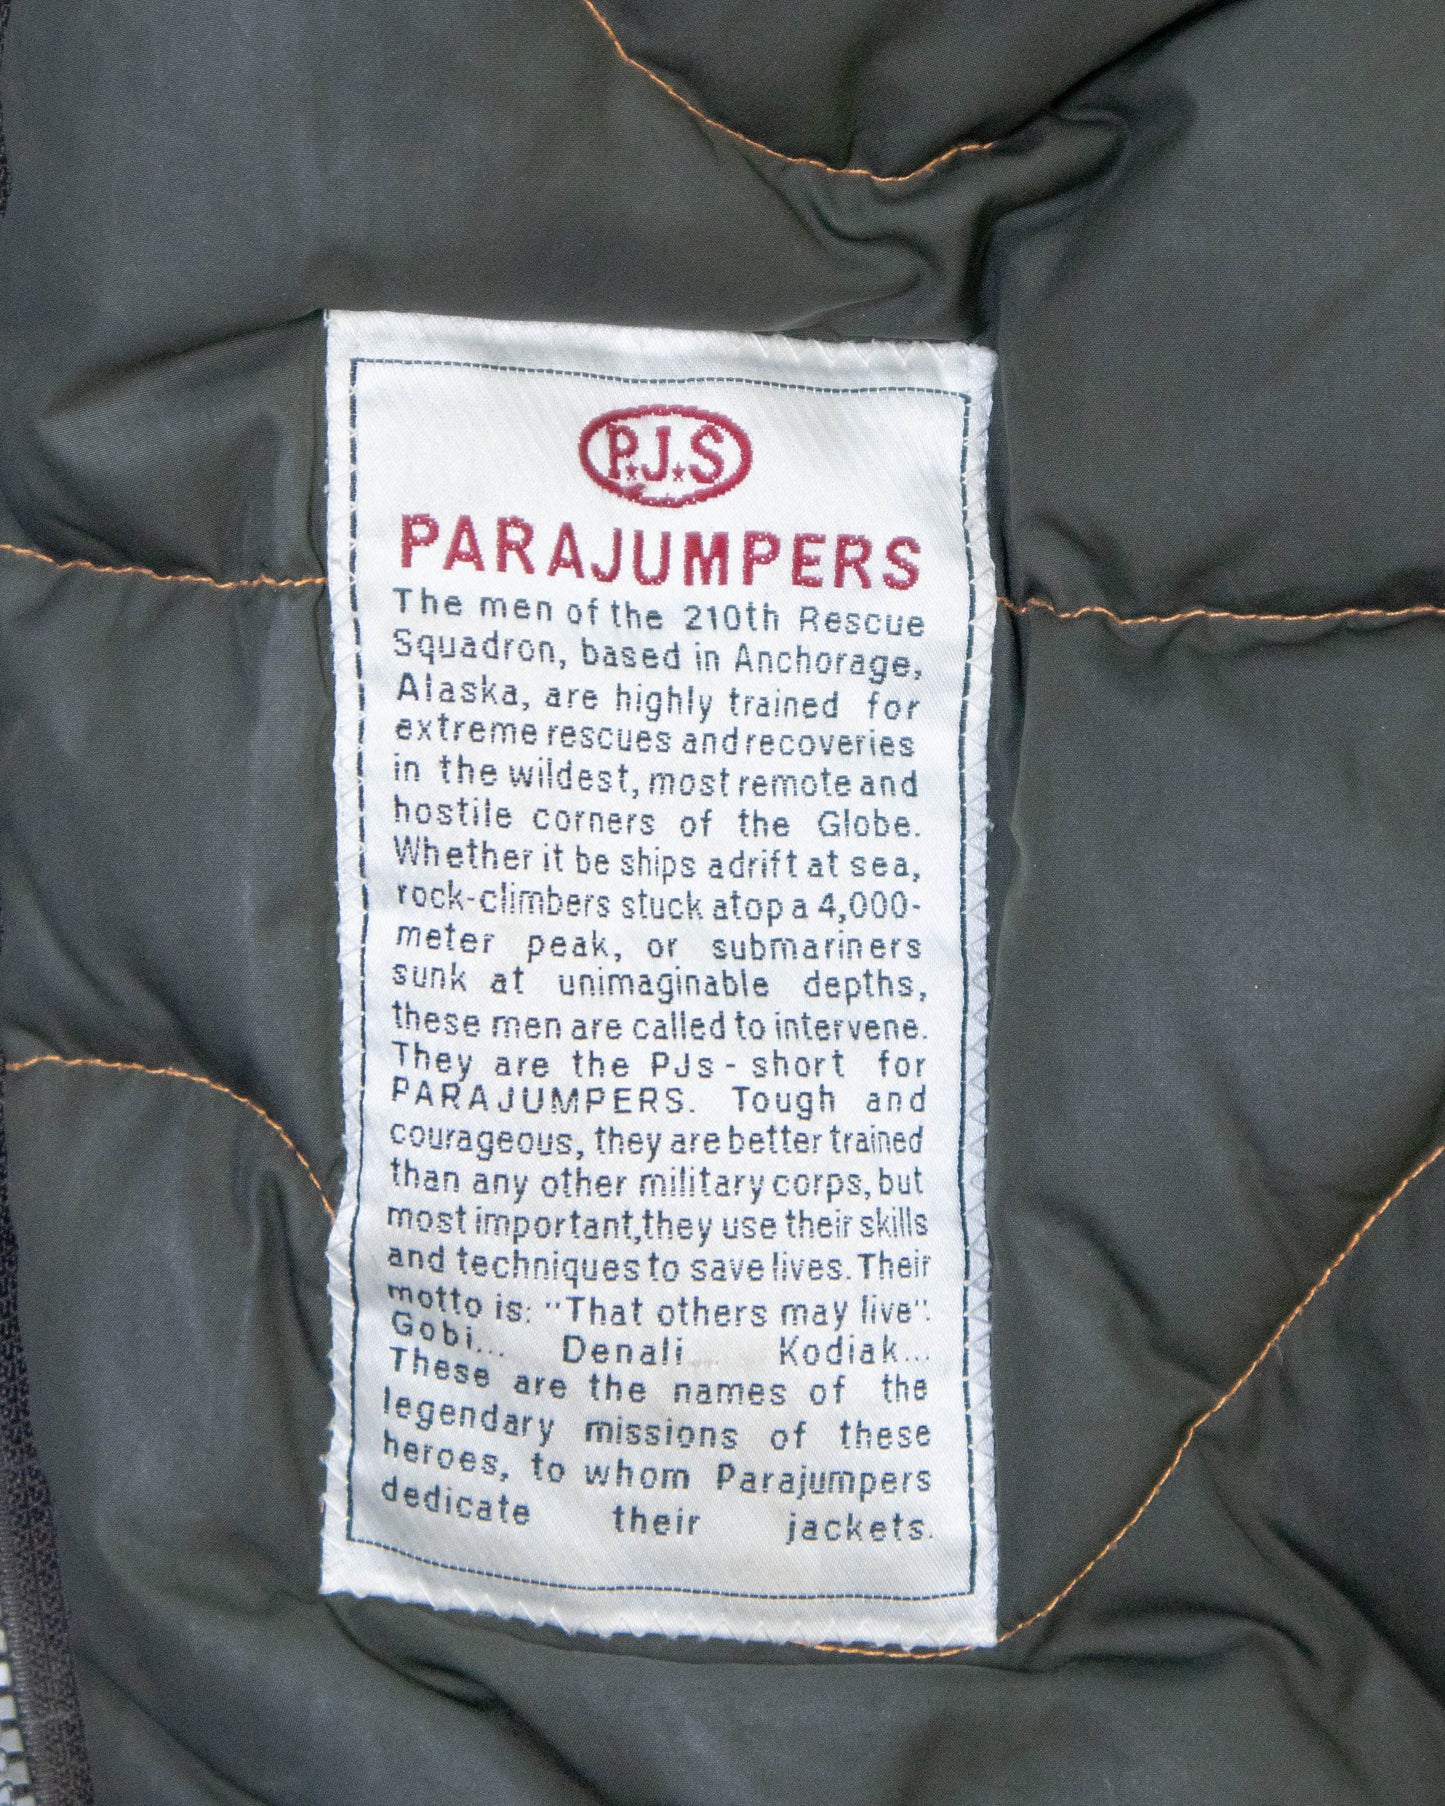 P.J.S
PARAJUMPERS
The men of the 210th Rescue
Squadron, based in Anchorage,
Alaska, are highly trained for
extreme rescues and recoveries
in the wildest, most remote and
hostile corners of the Globe.
Whether it be ships adrift at sea,
rock-climbers stuck atop a 4,000-
meter peak, or submariners
sunk at unimaginable depths,
these men are called to intervene.
They are the PJs - short for
PARAJUMPERS. Tough and
courageous, they are better trained
than any other military corps, but
most important, they use their skills
and techniques to save lives. Their
motto is: "That others may live".
Gobi... Denali... Kodiak...
These are the names of the
legendary missions of these
heroes, to whom Parajumpers
dedicate their jackets.